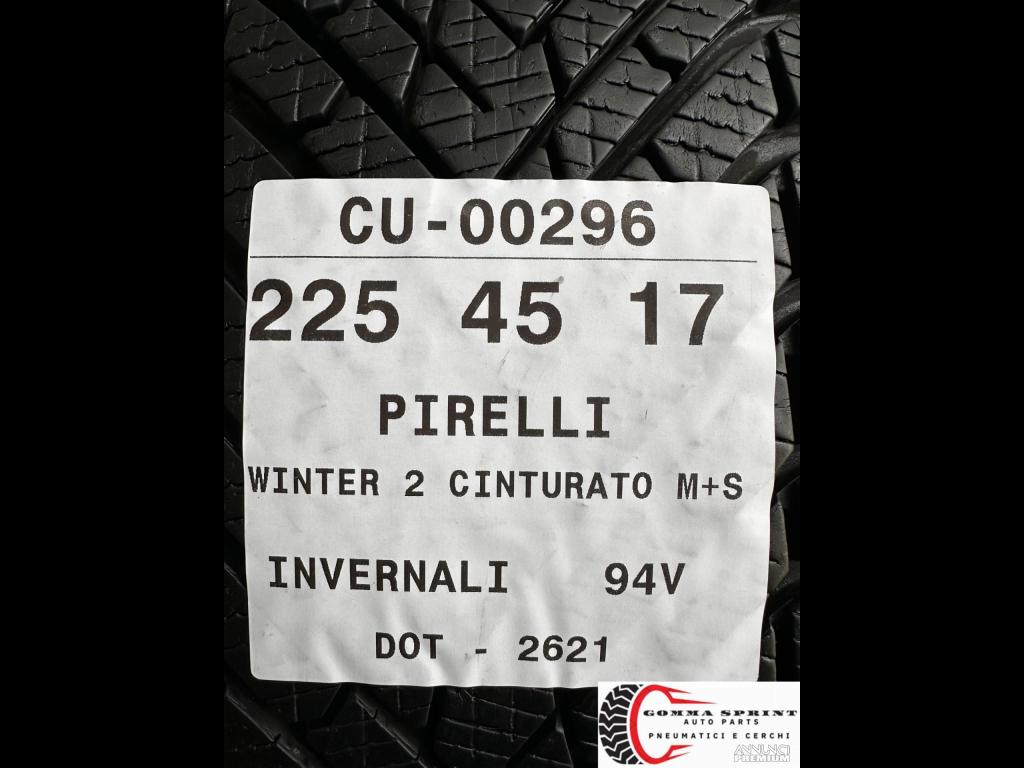 CU-00296
225 45 17
PIRELLI
WINTER 2 CINTURATO M+S
INVERNALI 94V
DOT - 2621
GOMMA SPRINT
AUTO PARTS
PNEUMATICI E CERCHI
ANNUNCI
PREMIUM